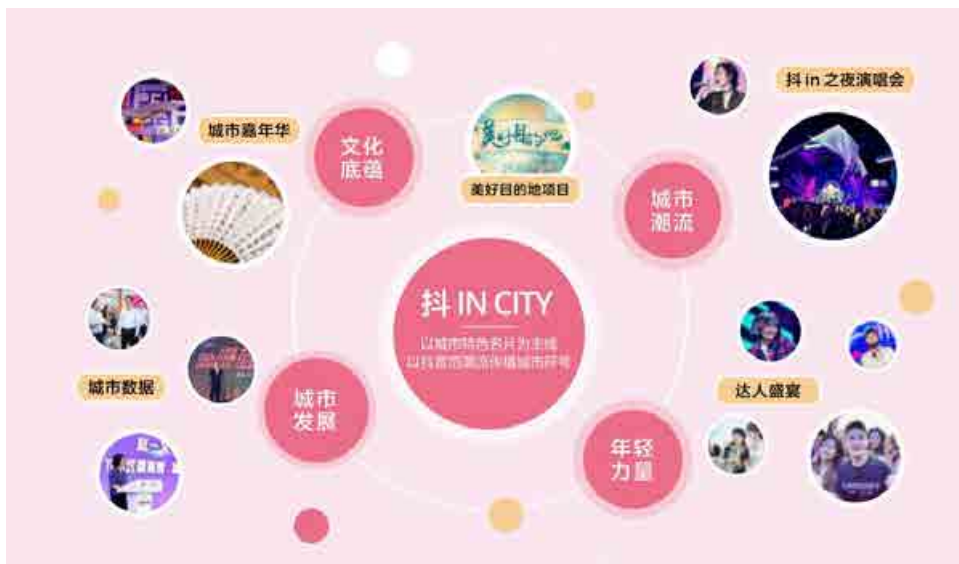 抖 in 之夜演唱会
城市嘉年华
文化
底蕴
美好目的地项目
城市
潮流
抖 IN CITY
以城市特色名片为主线
以抖音范潮流传播城市符号
城市数据
城市
发展
达人盛宴
年轻
力量